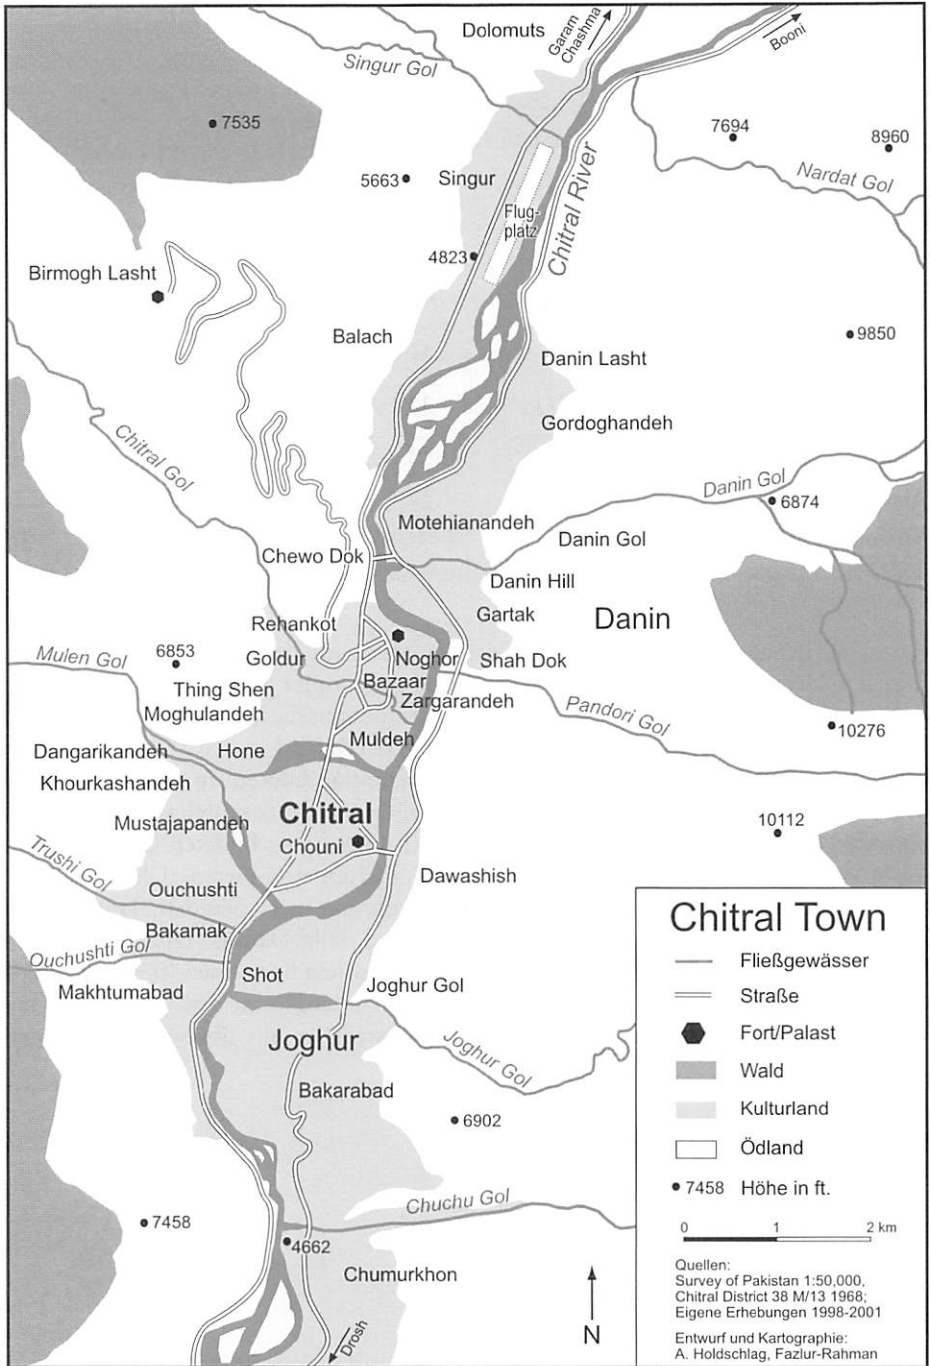 Dolomuts
Garam
Chashma
Booni
Singur Gol
7535
7694
8960
5663
Singur
Nardat Gol
Flug-
platz
Chitral River
4823
Birmogh Lasht
Balach
9850
Danin Lasht
Gordoghandeh
Chitral Gol
Danin Gol
6874
Motehianandeh
Danin Gol
Chewo Dok
Danin Hill
Gartak
Danin
Rehankot
Mulen Gol
6853
Goldur
Noghor
Shah Dok
Bazaar
Thing Shen
Zargarandeh
Moghulandeh
Pandori Gol
10276
Muldeh
Dangarikandeh
Hone
Khourkashandeh
Chitral
Mustajapandeh
10112
Chouni
Trushi Gol
Dawashish
Ouchushti
Bakamak
Ouchushti Gol
Shot
Makhtumabad
Joghur Gol
Joghur
Joghur Gol
Bakarabad
6902
Chuchu Gol
7458
4662
Chumurkhon
Drosh
N
Chitral Town
Fließgewässer
Straße
Fort/Palast
Wald
Kulturland
Ödland
7458 Höhe in ft.
0 1 2 km
Quellen:
Survey of Pakistan 1:50,000,
Chitral District 38 M/13 1968;
Eigene Erhebungen 1998-2001
Entwurf und Kartographie:
A. Holdschlag, Fazlur-Rahman